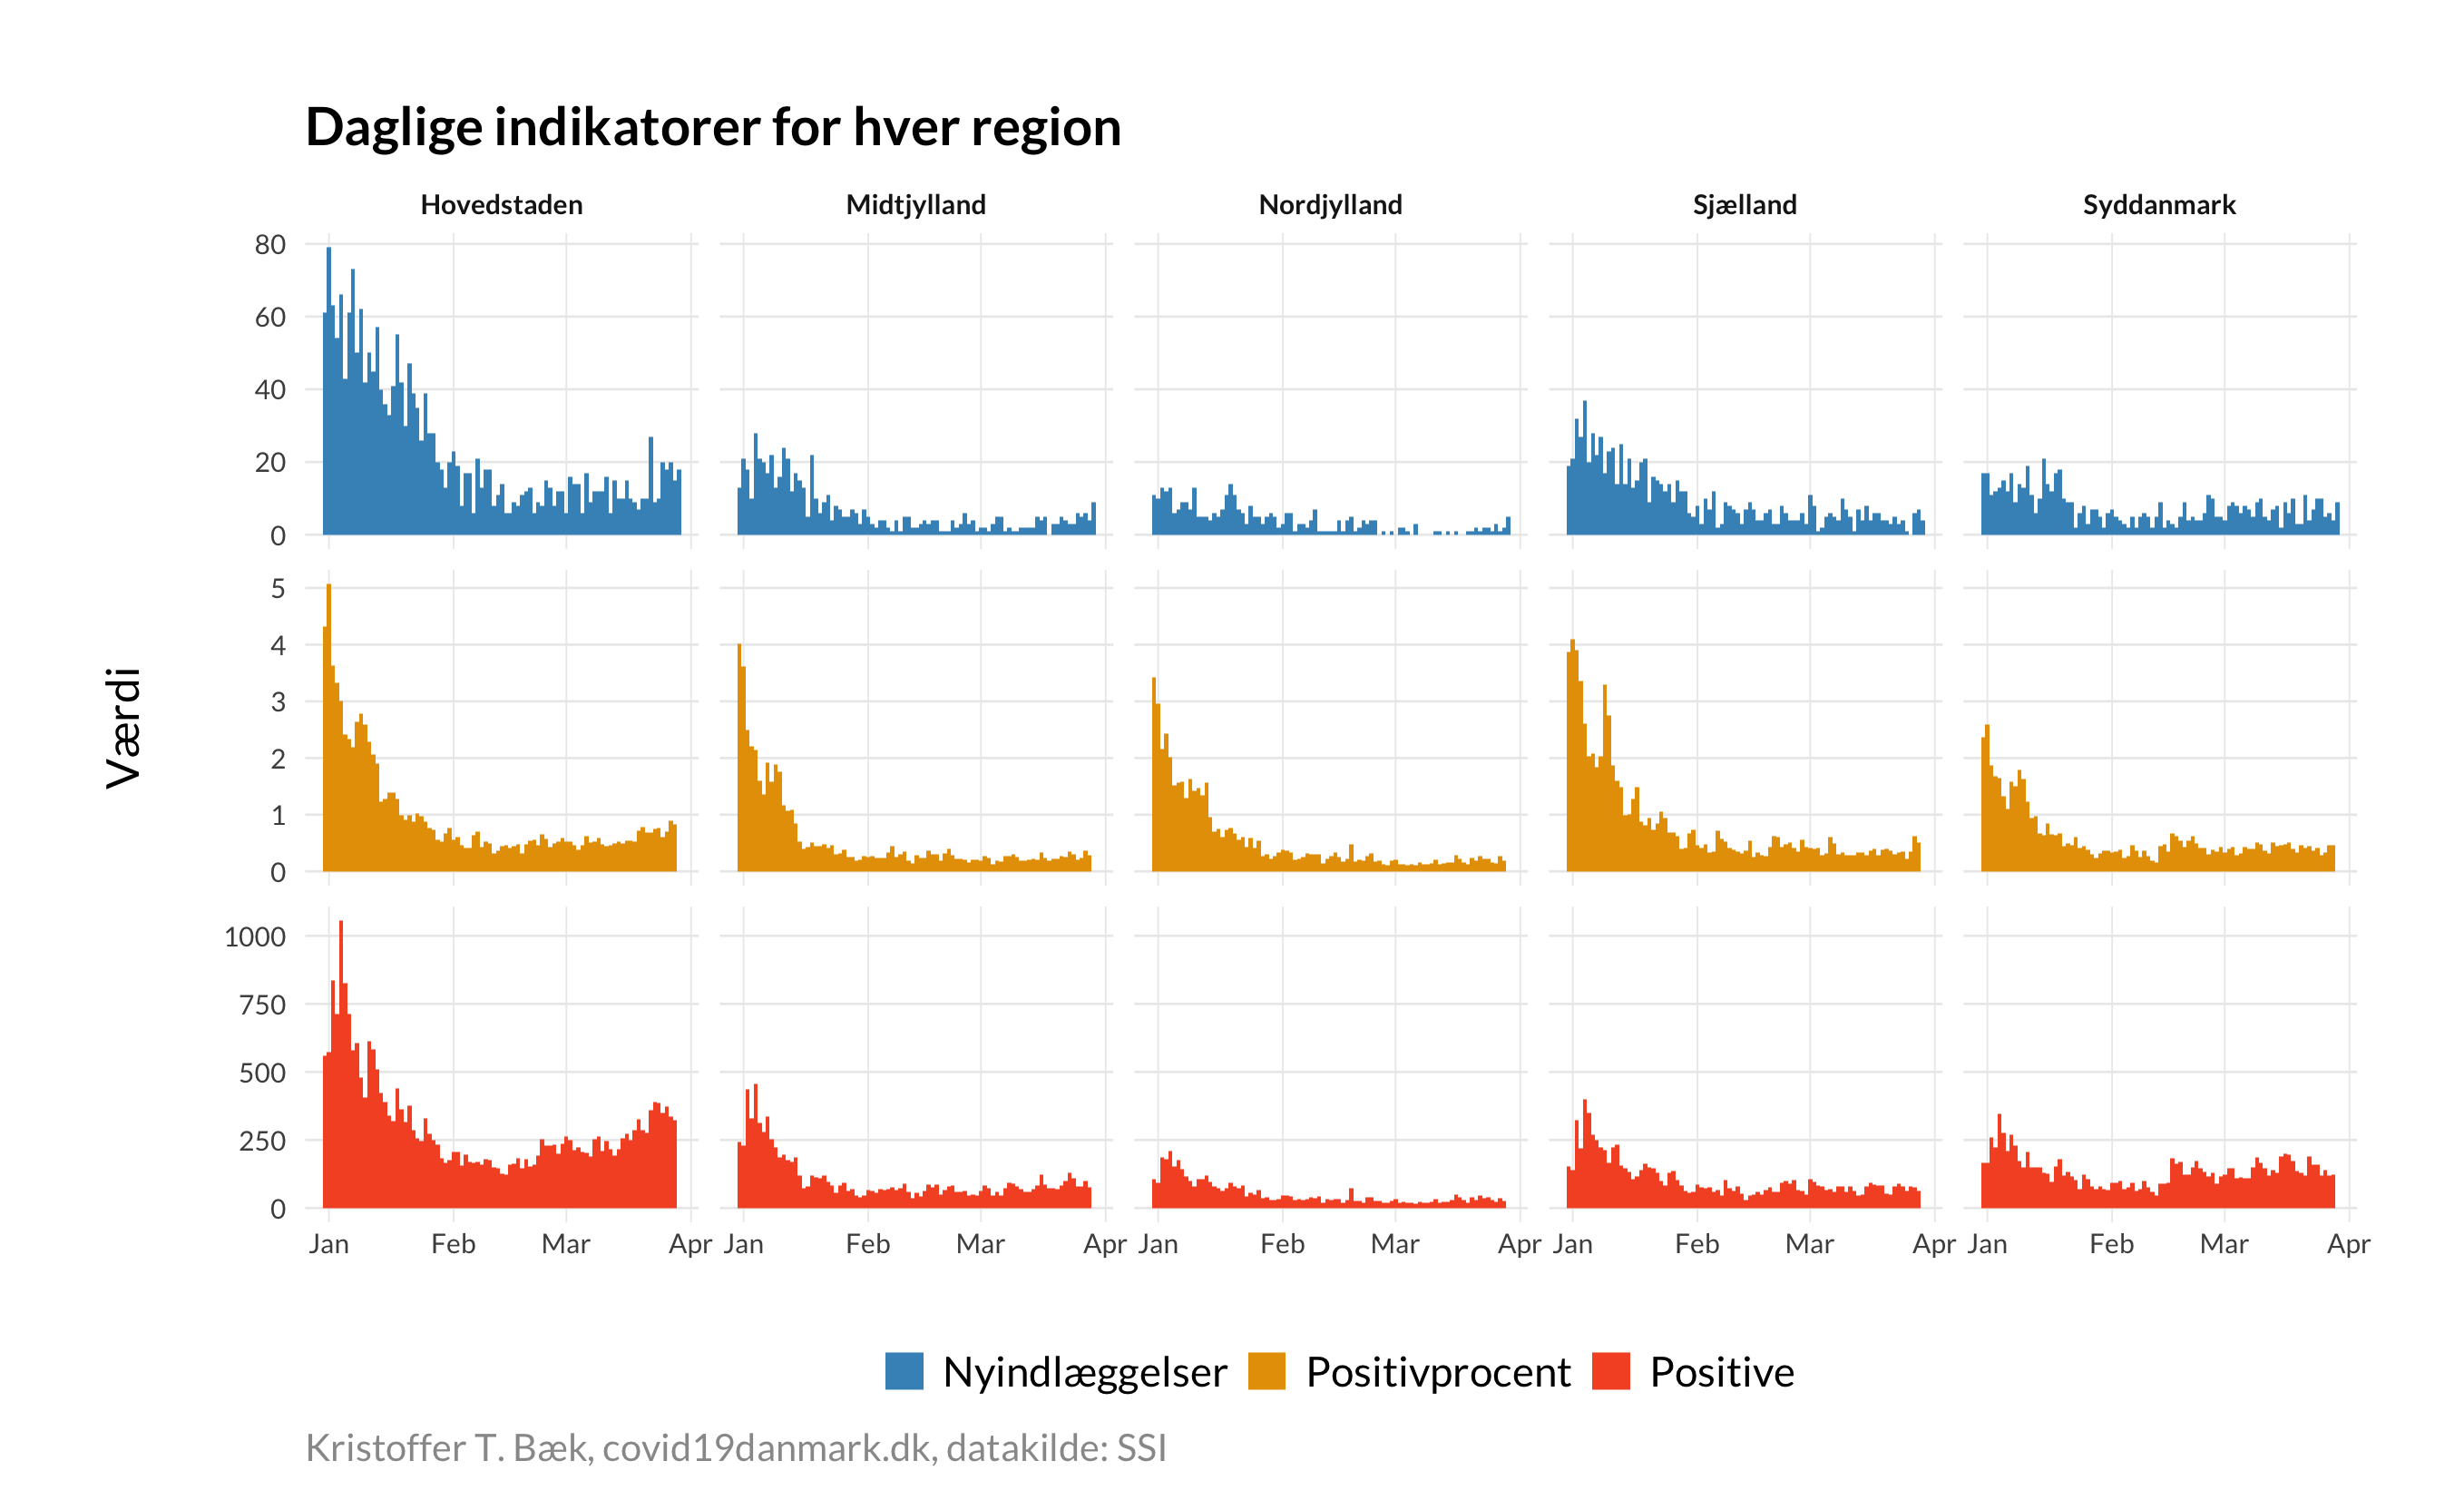 Daglige indikatorer for hver region
Hovedstaden Midtjylland Nordjylland Sjælland Syddanmark
80
60
40
20
0
5
4
3
2
1
0
Værdi
1000
750
500
250
0
Jan Feb Mar Apr Jan Feb Mar Apr Jan Feb Mar Apr Jan Feb Mar Apr Jan Feb Mar Apr
Nyindlæggelser Positivprocent Positive
Kristoffer T. Bæk, covid19danmark.dk, datakilde: SSI